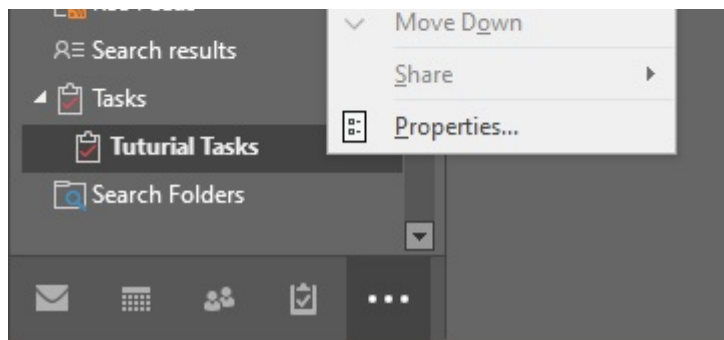 Search results
Tasks
Tuturial Tasks
Search Folders
Move Down
Share
Properties...